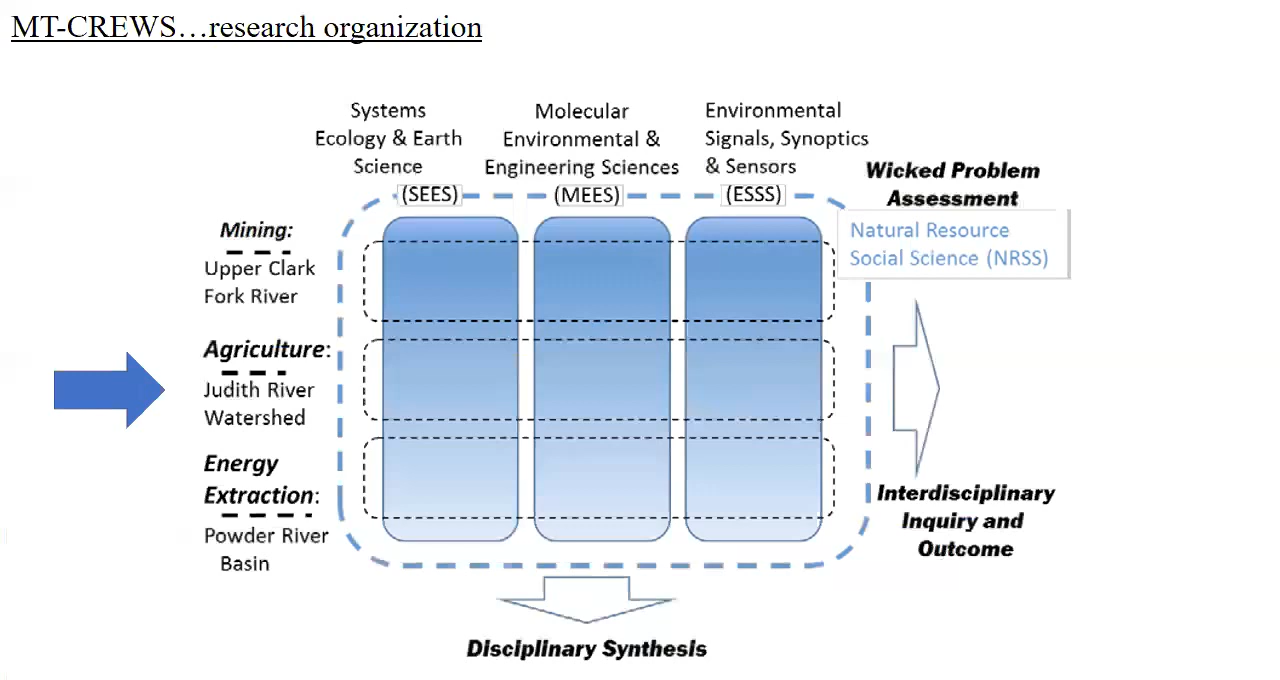 MT-CREWS…research organization
Systems
Ecology & Earth
Science
(SEES)
Molecular
Environmental &
Engineering Sciences
(MEES)
Environmental
Signals, Synoptics
& Sensors
(ESSS)
Wicked Problem
Assessment
Natural Resource
Social Science (NRSS)
Mining:
Upper Clark
Fork River
Agriculture:
Judith River
Watershed
Energy
Extraction:
Powder River
Basin
Interdisciplinary
Inquiry and
Outcome
Disciplinary Synthesis